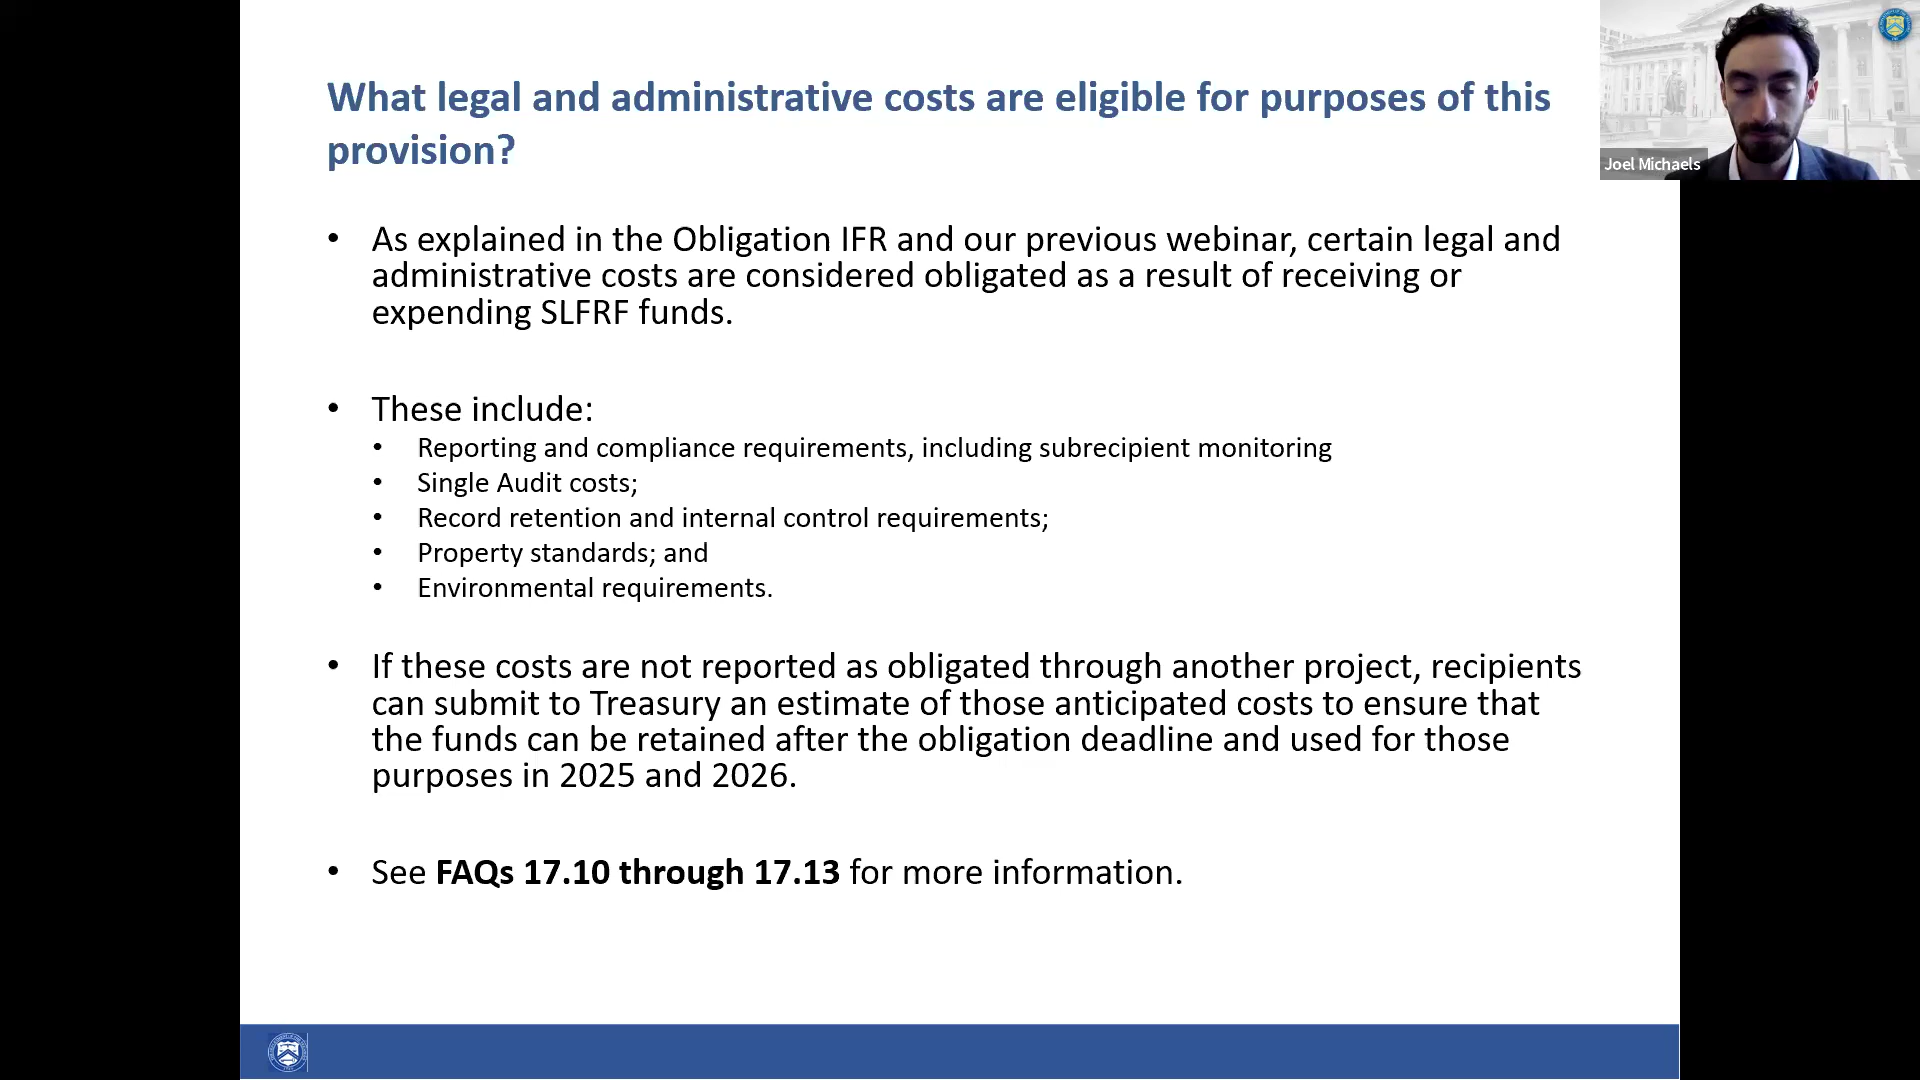 What legal and administrative costs are eligible for purposes of this
provision?
Joel Michaels
• As explained in the Obligation IFR and our previous webinar, certain legal and
administrative costs are considered obligated as a result of receiving or
expending SLFRF funds.
• These include:
• Reporting and compliance requirements, including subrecipient monitoring
• Single Audit costs;
• Record retention and internal control requirements;
• Property standards; and
• Environmental requirements.
• If these costs are not reported as obligated through another project, recipients
can submit to Treasury an estimate of those anticipated costs to ensure that
the funds can be retained after the obligation deadline and used for those
purposes in 2025 and 2026.
• See FAQs 17.10 through 17.13 for more information.